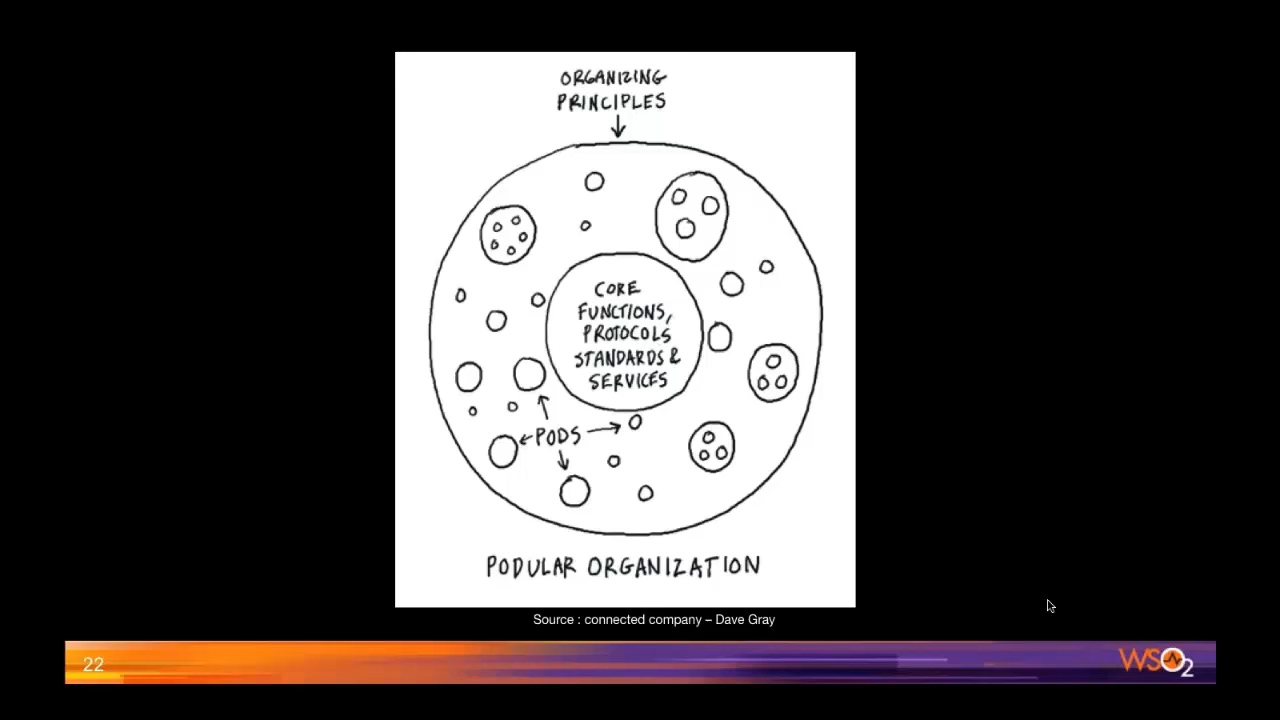 ORGANIZING
PRINCIPLES
CORE
FUNCTIONS,
PROTOCOLS
STANDARDS &
SERVICES
PODS
PODULAR ORGANIZATION
Source : connected company – Dave Gray
22
WSO2